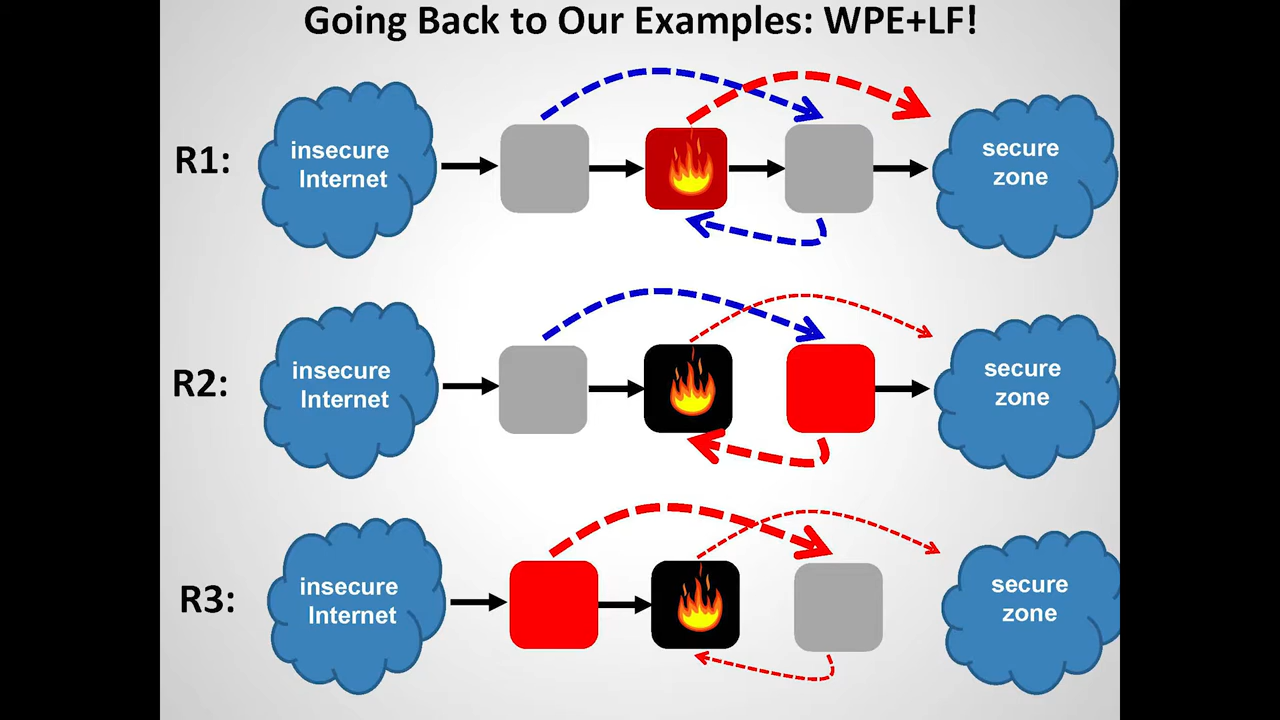 Going Back to Our Examples: WPE+LF!
R1:
insecure
Internet
secure
zone
R2:
insecure
Internet
secure
zone
R3:
insecure
Internet
secure
zone